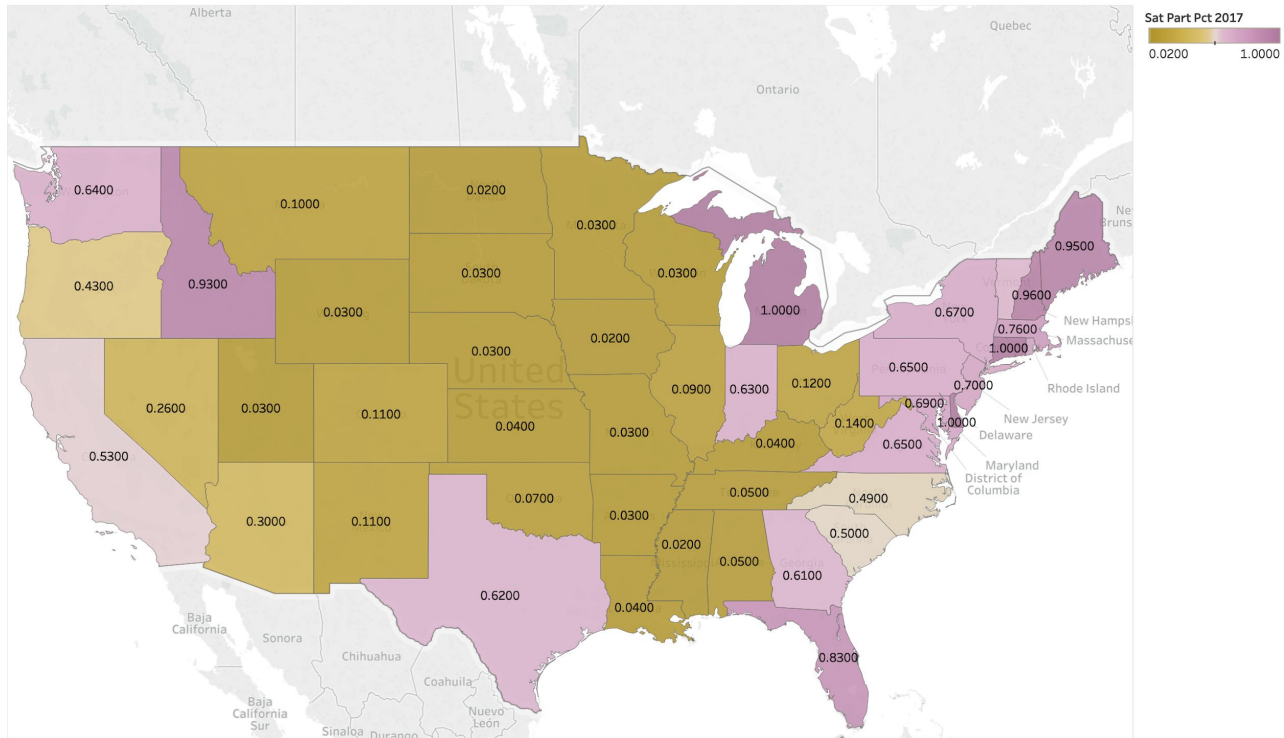 Sat Part Pct 2017
0.0200 1.0000
Alberta
Quebec
Ontario
0.6400
0.1000
0.0200
0.0300
0.9500
0.4300
0.9300
0.0300
0.0300
0.0300
1.0000
0.6700
Vermont
0.9600
New Hampsl
0.7600
Massachuse
1.0000
Rhode Island
0.2600
0.0300
0.1100
0.0300
United
States
0.0200
0.0900
0.6300
0.1200
0.6500
0.7000
New Jersey
0.6900
1.0000
Delaware
Maryland
District of
Columbia
0.5300
0.0400
0.0300
0.0400
0.1400
0.6500
0.3000
0.1100
0.0700
0.0300
0.0500
0.4900
0.5000
0.0200
Mississippi
0.0500
0.6100
Georgia
0.6200
0.0400
0.8300
Baja
California
Sonora
Chihuahua
Coahuila
Baja
California
Sur
Nuevo
León
Sinaloa
Durango